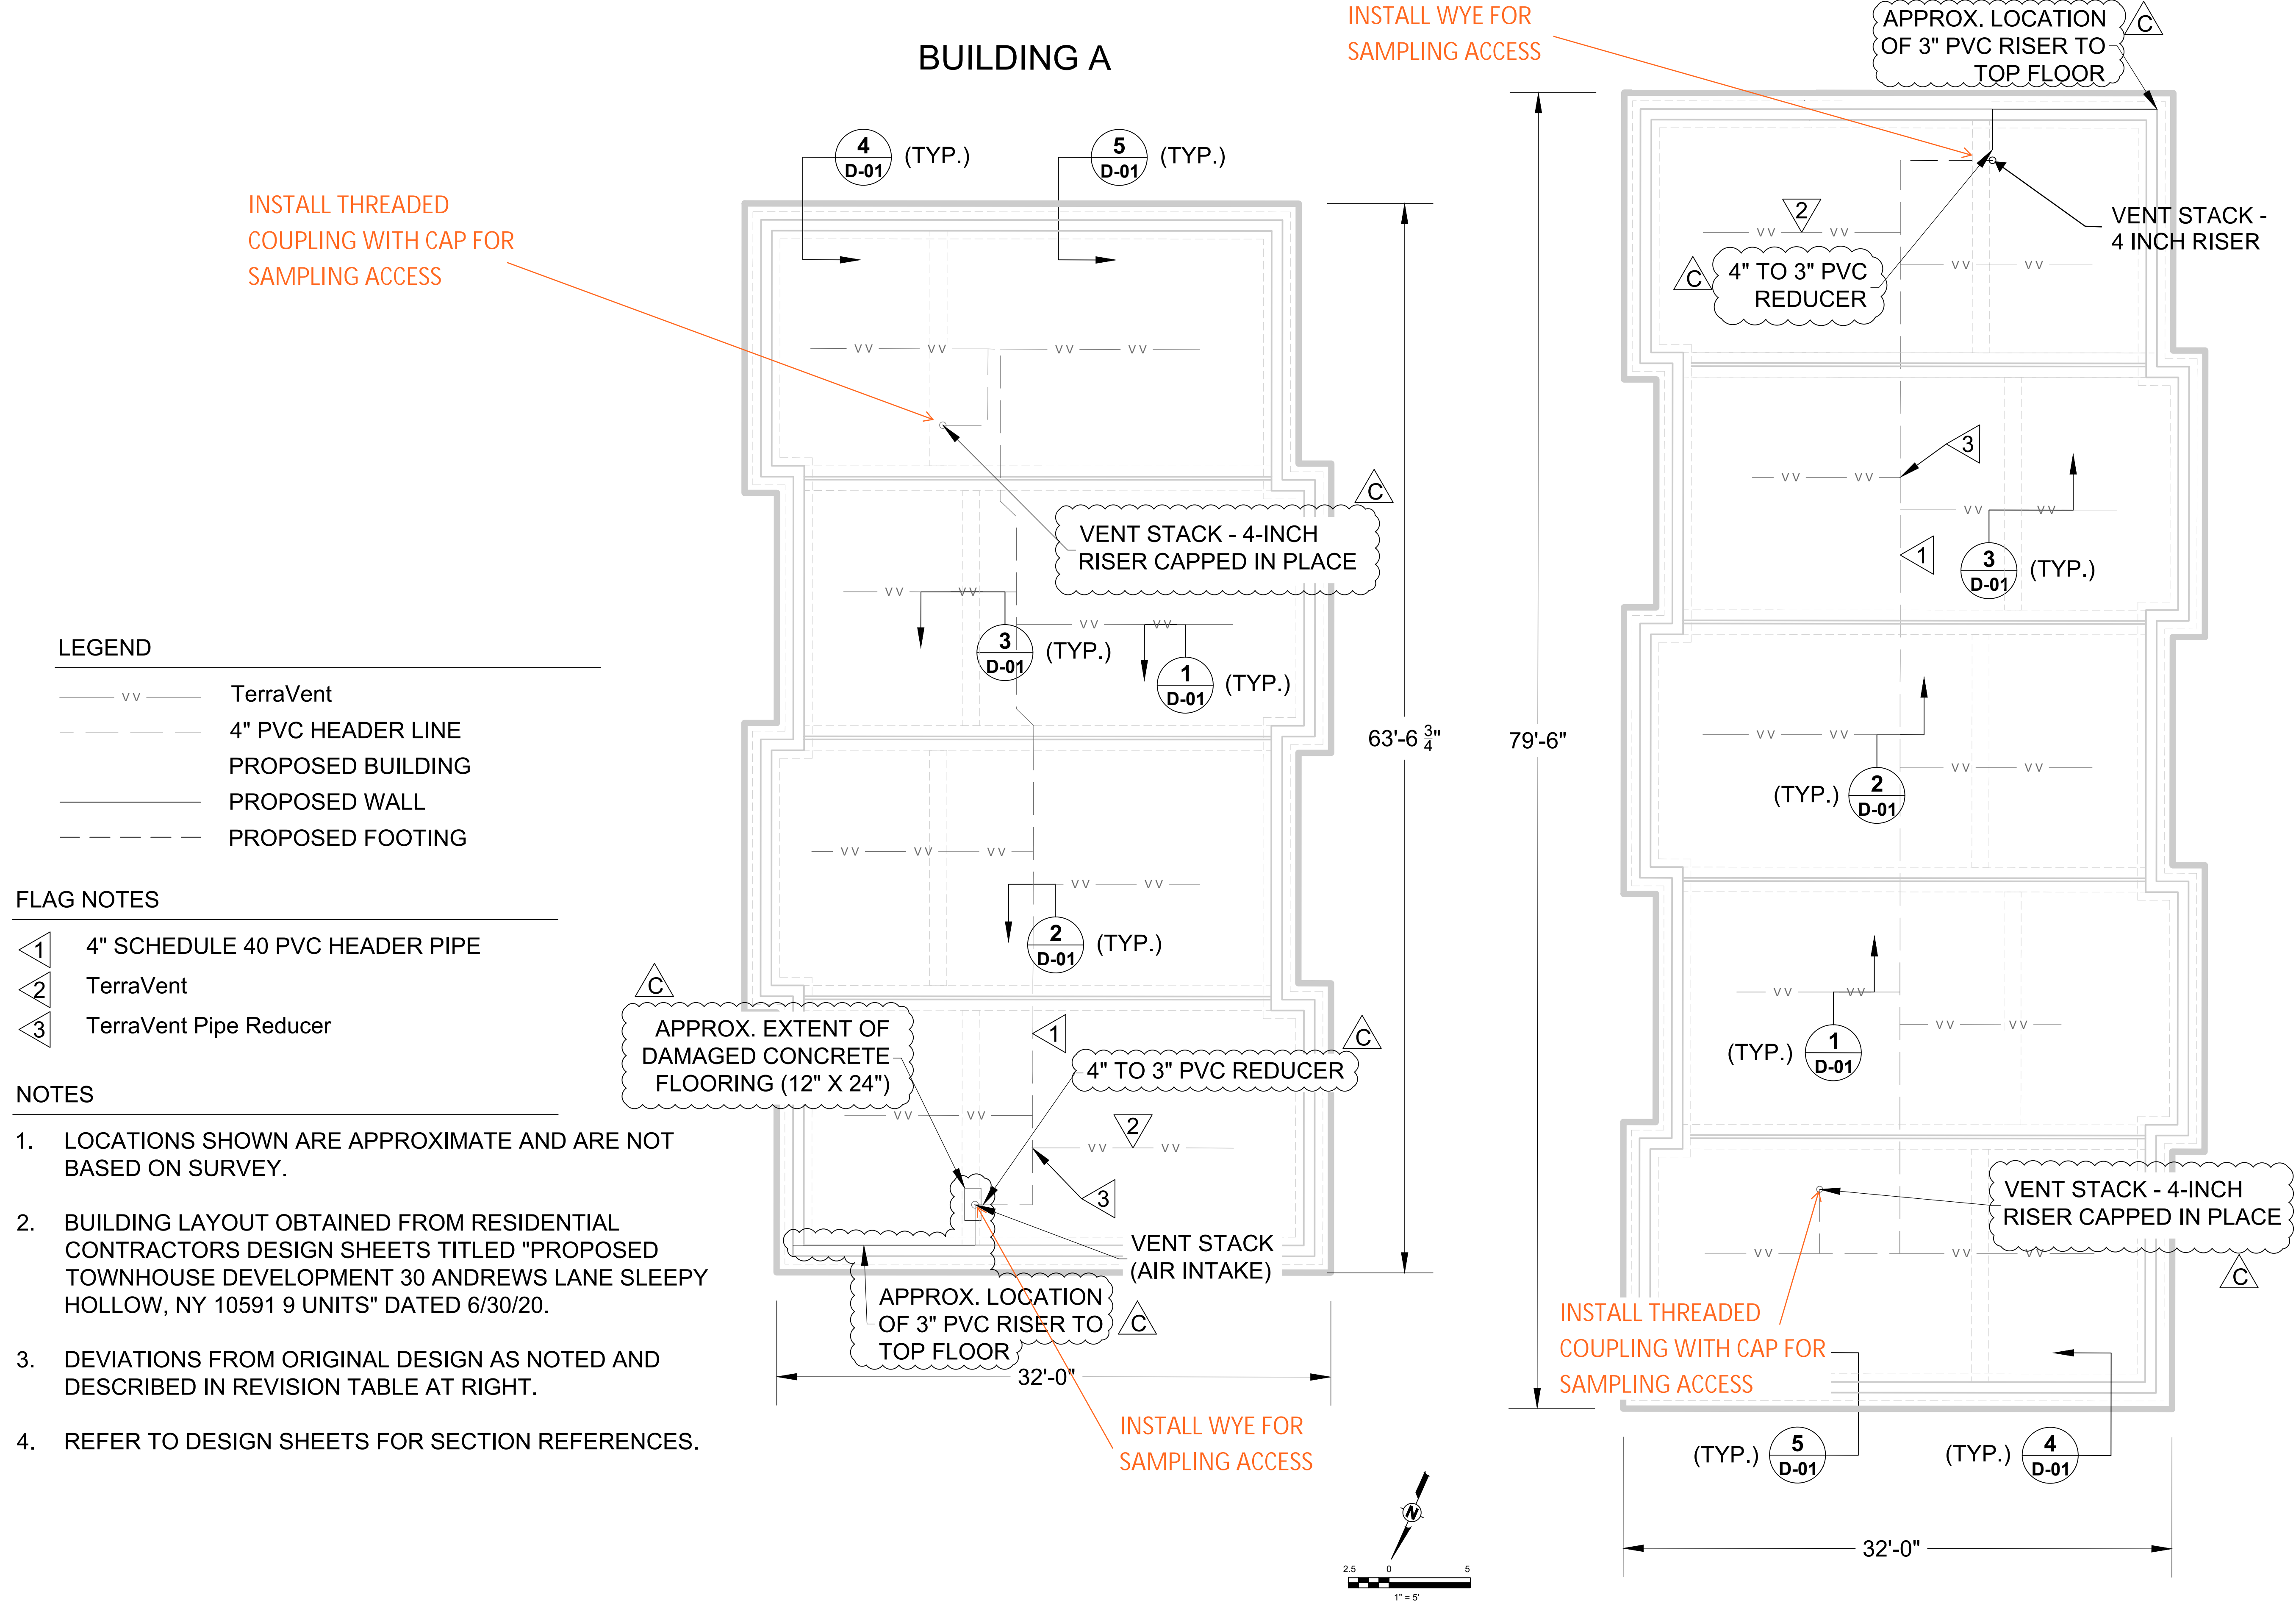 BUILDING A
INSTALL WYE FOR
SAMPLING ACCESS
APPROX. LOCATION
OF 3" PVC RISER TO
TOP FLOOR
C
4
D-01
(TYP.)
5
D-01
(TYP.)
INSTALL THREADED
COUPLING WITH CAP FOR
SAMPLING ACCESS
VENT STACK - 4-INCH
RISER CAPPED IN PLACE
C
V V
V V
V V
V V
V V
V V
V V
V V
3
D-01
(TYP.)
1
D-01
(TYP.)
63'-6 3/4"
V V
V V
V V
V V
V V
2
D-01
(TYP.)
C
APPROX. EXTENT OF
DAMAGED CONCRETE
FLOORING (12" X 24")
1
C
4" TO 3" PVC REDUCER
V V
V V
2
V V
V V
3
VENT STACK
(AIR INTAKE)
APPROX. LOCATION
OF 3" PVC RISER TO
TOP FLOOR
C
32'-0"
INSTALL WYE FOR
SAMPLING ACCESS
LEGEND
V V
TerraVent
4" PVC HEADER LINE
PROPOSED BUILDING
PROPOSED WALL
PROPOSED FOOTING
FLAG NOTES
1 4" SCHEDULE 40 PVC HEADER PIPE
2 TerraVent
3 TerraVent Pipe Reducer
NOTES
1. LOCATIONS SHOWN ARE APPROXIMATE AND ARE NOT
BASED ON SURVEY.
2. BUILDING LAYOUT OBTAINED FROM RESIDENTIAL
CONTRACTORS DESIGN SHEETS TITLED "PROPOSED
TOWNHOUSE DEVELOPMENT 30 ANDREWS LANE SLEEPY
HOLLOW, NY 10591 9 UNITS" DATED 6/30/20.
3. DEVIATIONS FROM ORIGINAL DESIGN AS NOTED AND
DESCRIBED IN REVISION TABLE AT RIGHT.
4. REFER TO DESIGN SHEETS FOR SECTION REFERENCES.
N
2.5 0 5
1" = 5'
79'-6"
VENT STACK -
4 INCH RISER
2
V V
V V
C
4" TO 3" PVC
REDUCER
V V
V V
3
V V
V V
V V
V V
1
3
D-01
(TYP.)
V V
V V
V V
V V
(TYP.)
2
D-01
V V
V V
V V
V V
(TYP.)
1
D-01
VENT STACK - 4-INCH
RISER CAPPED IN PLACE
C
V V
V V
V V
INSTALL THREADED
COUPLING WITH CAP FOR
SAMPLING ACCESS
(TYP.)
5
D-01
(TYP.)
4
D-01
32'-0"